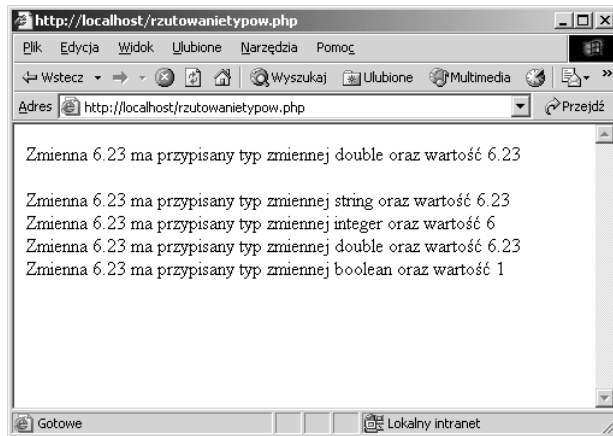 http://localhost/rzutowanietypow.php
Plik Edycja Widok Ulubione Narzędzia Pomoc
Wstecz Wyszukaj Ulubione Multimedia »
Adres http://localhost/rzutowanietypow.php Przejdź
Zmienna 6.23 ma przypisany typ zmiennej double oraz wartość 6.23
Zmienna 6.23 ma przypisany typ zmiennej string oraz wartość 6.23
Zmienna 6.23 ma przypisany typ zmiennej integer oraz wartość 6
Zmienna 6.23 ma przypisany typ zmiennej double oraz wartość 6.23
Zmienna 6.23 ma przypisany typ zmiennej boolean oraz wartość 1
Gotowe Lokalny intranet